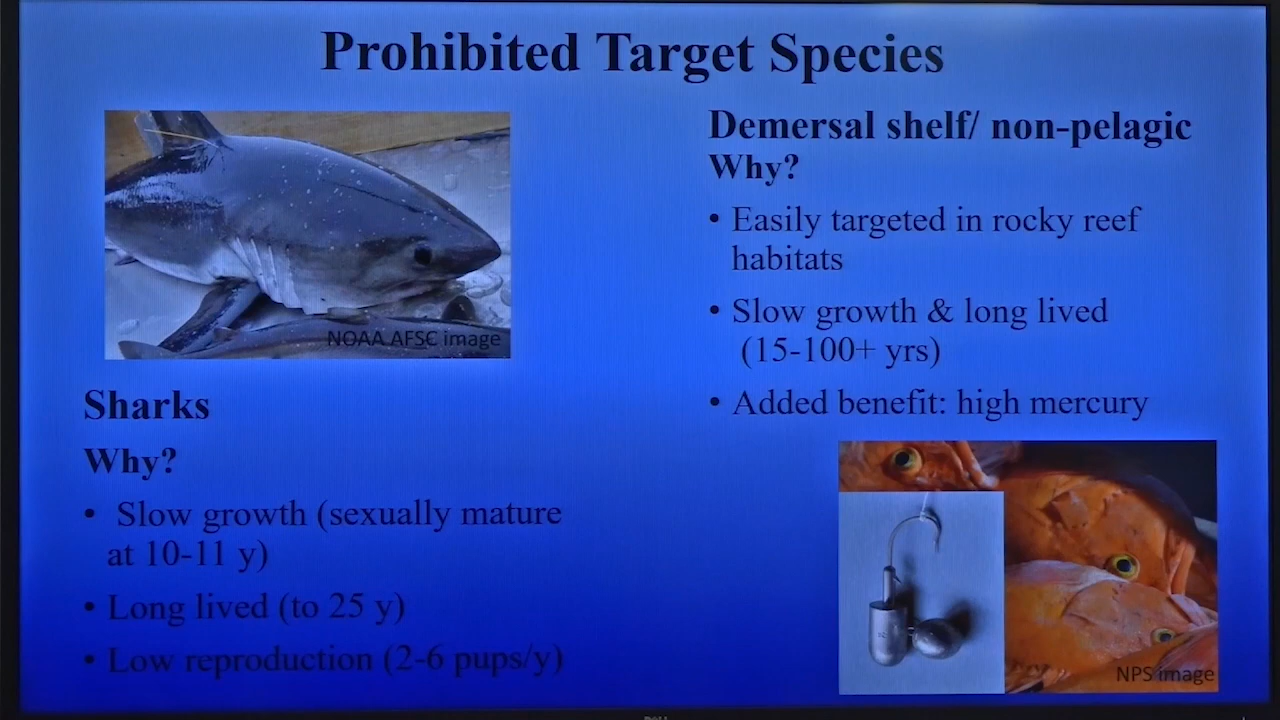 Prohibited Target Species
NOAA AFSC image
Sharks
Why?
• Slow growth (sexually mature
at 10-11 y)
• Long lived (to 25 y)
• Low reproduction (2-6 pups/y)
Demersal shelf/ non-pelagic
Why?
• Easily targeted in rocky reef
habitats
• Slow growth & long lived
(15-100+ yrs)
• Added benefit: high mercury
NPS image
DELL